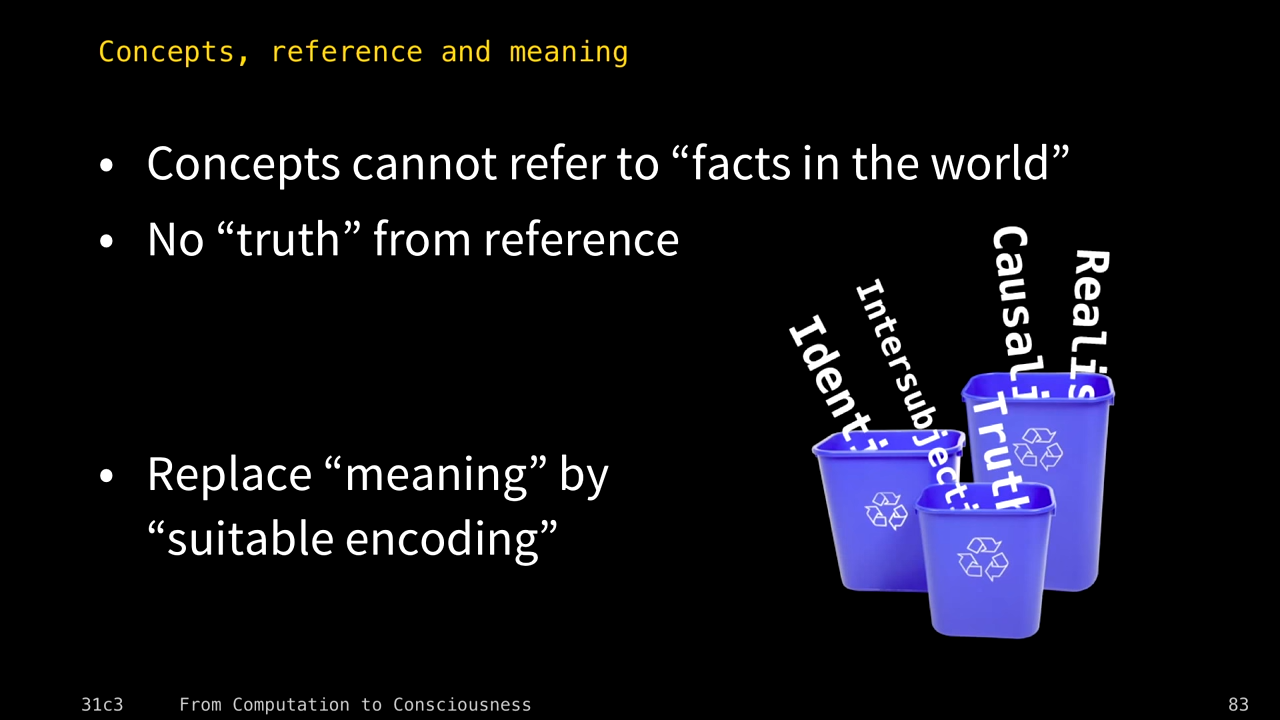 Concepts, reference and meaning
• Concepts cannot refer to “facts in the world”
• No “truth” from reference
Identi
Intersubjecti
Causali
Realis
Truth
• Replace “meaning” by
“suitable encoding”
31c3 From Computation to Consciousness 83